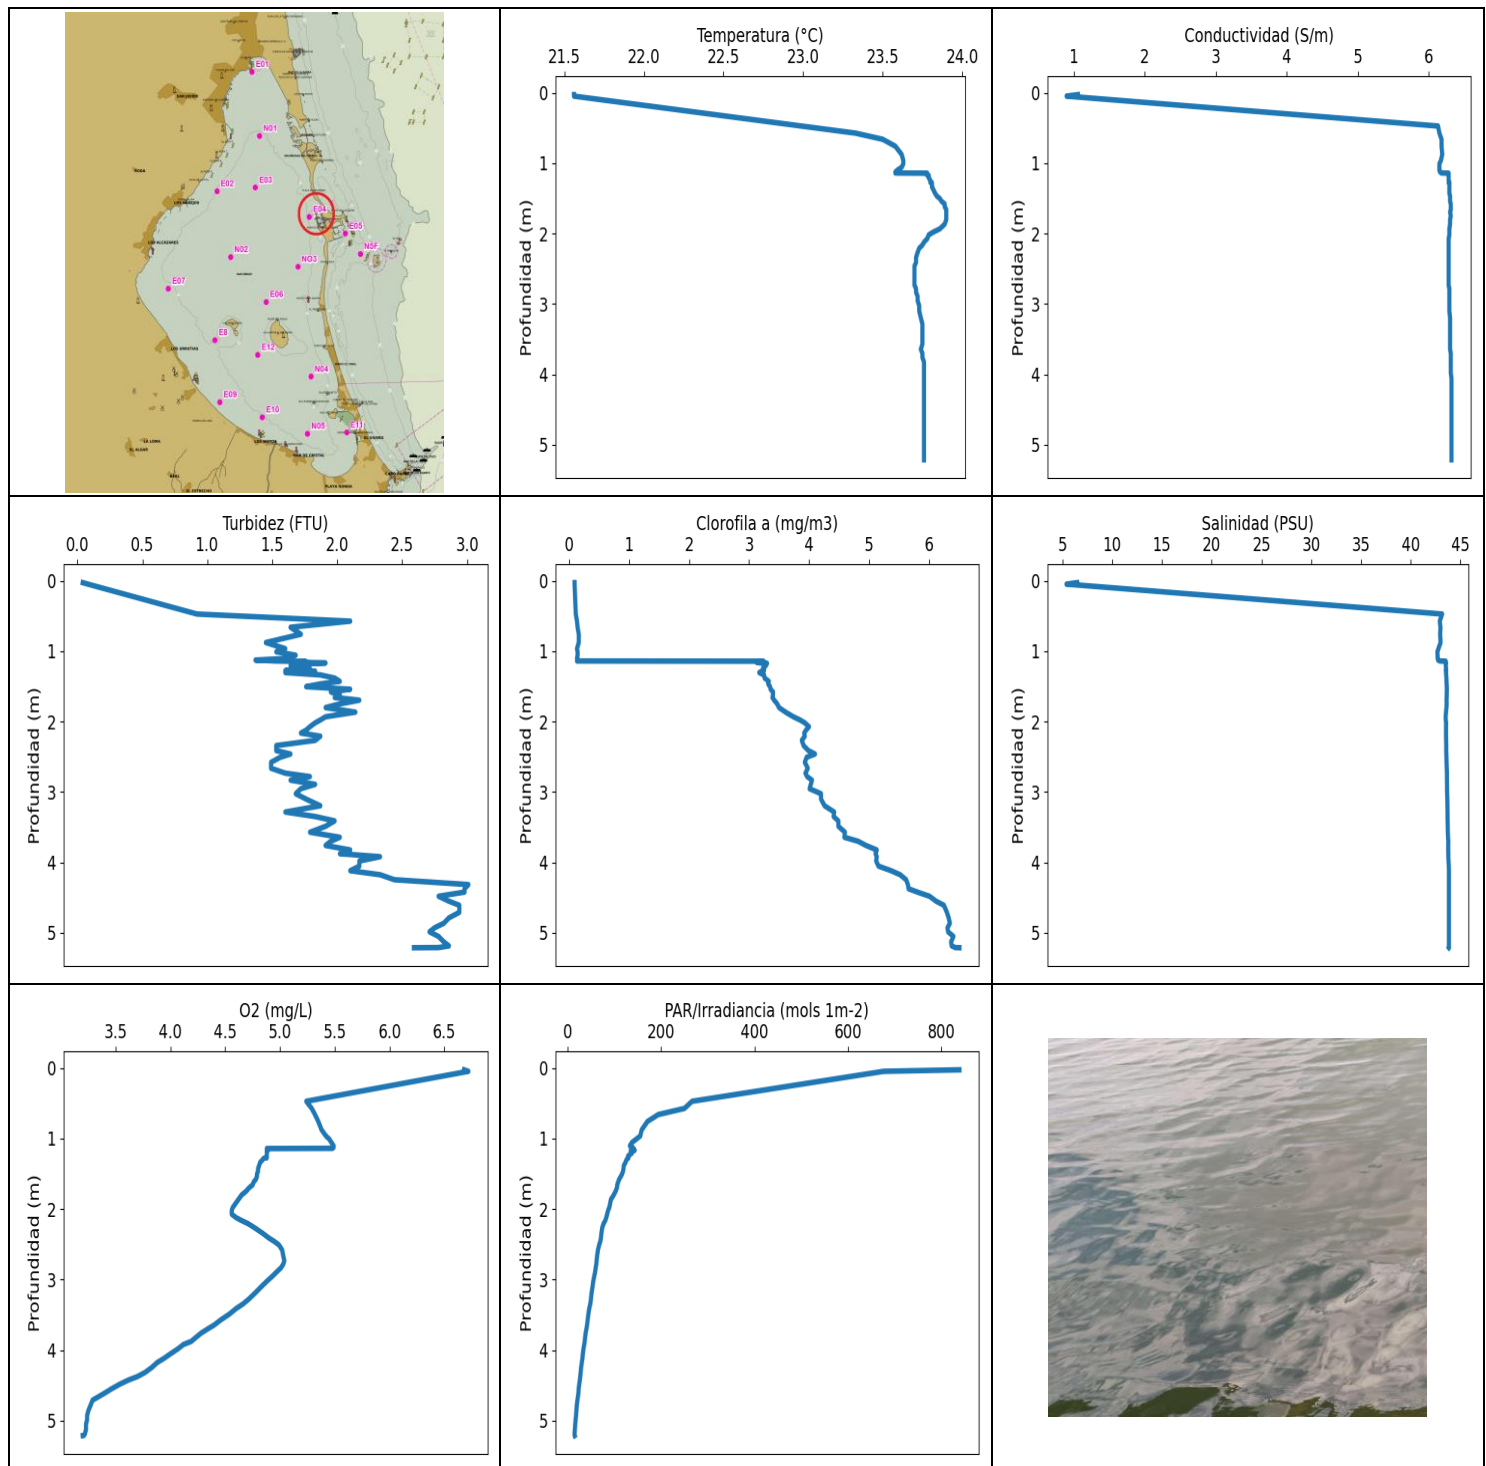 E01
N01
E02
E03
E04
E05
N5F
N02
NO3
E07
E06
E8
E12
N04
E09
E10
N05
E11
Temperatura (°C)
21.5 22.0 22.5 23.0 23.5 24.0
0
1
2
3
4
5
Profundidad (m)
Conductividad (S/m)
1 2 3 4 5 6
0
1
2
3
4
5
Profundidad (m)
Turbidez (FTU)
0.0 0.5 1.0 1.5 2.0 2.5 3.0
0
1
2
3
4
5
Profundidad (m)
Clorofila a (mg/m3)
0 1 2 3 4 5 6
0
1
2
3
4
5
Profundidad (m)
Salinidad (PSU)
5 10 15 20 25 30 35 40 45
0
1
2
3
4
5
Profundidad (m)
O2 (mg/L)
3.5 4.0 4.5 5.0 5.5 6.0 6.5
0
1
2
3
4
5
Profundidad (m)
PAR/Irradiancia (mols 1m-2)
0 200 400 600 800
0
1
2
3
4
5
Profundidad (m)